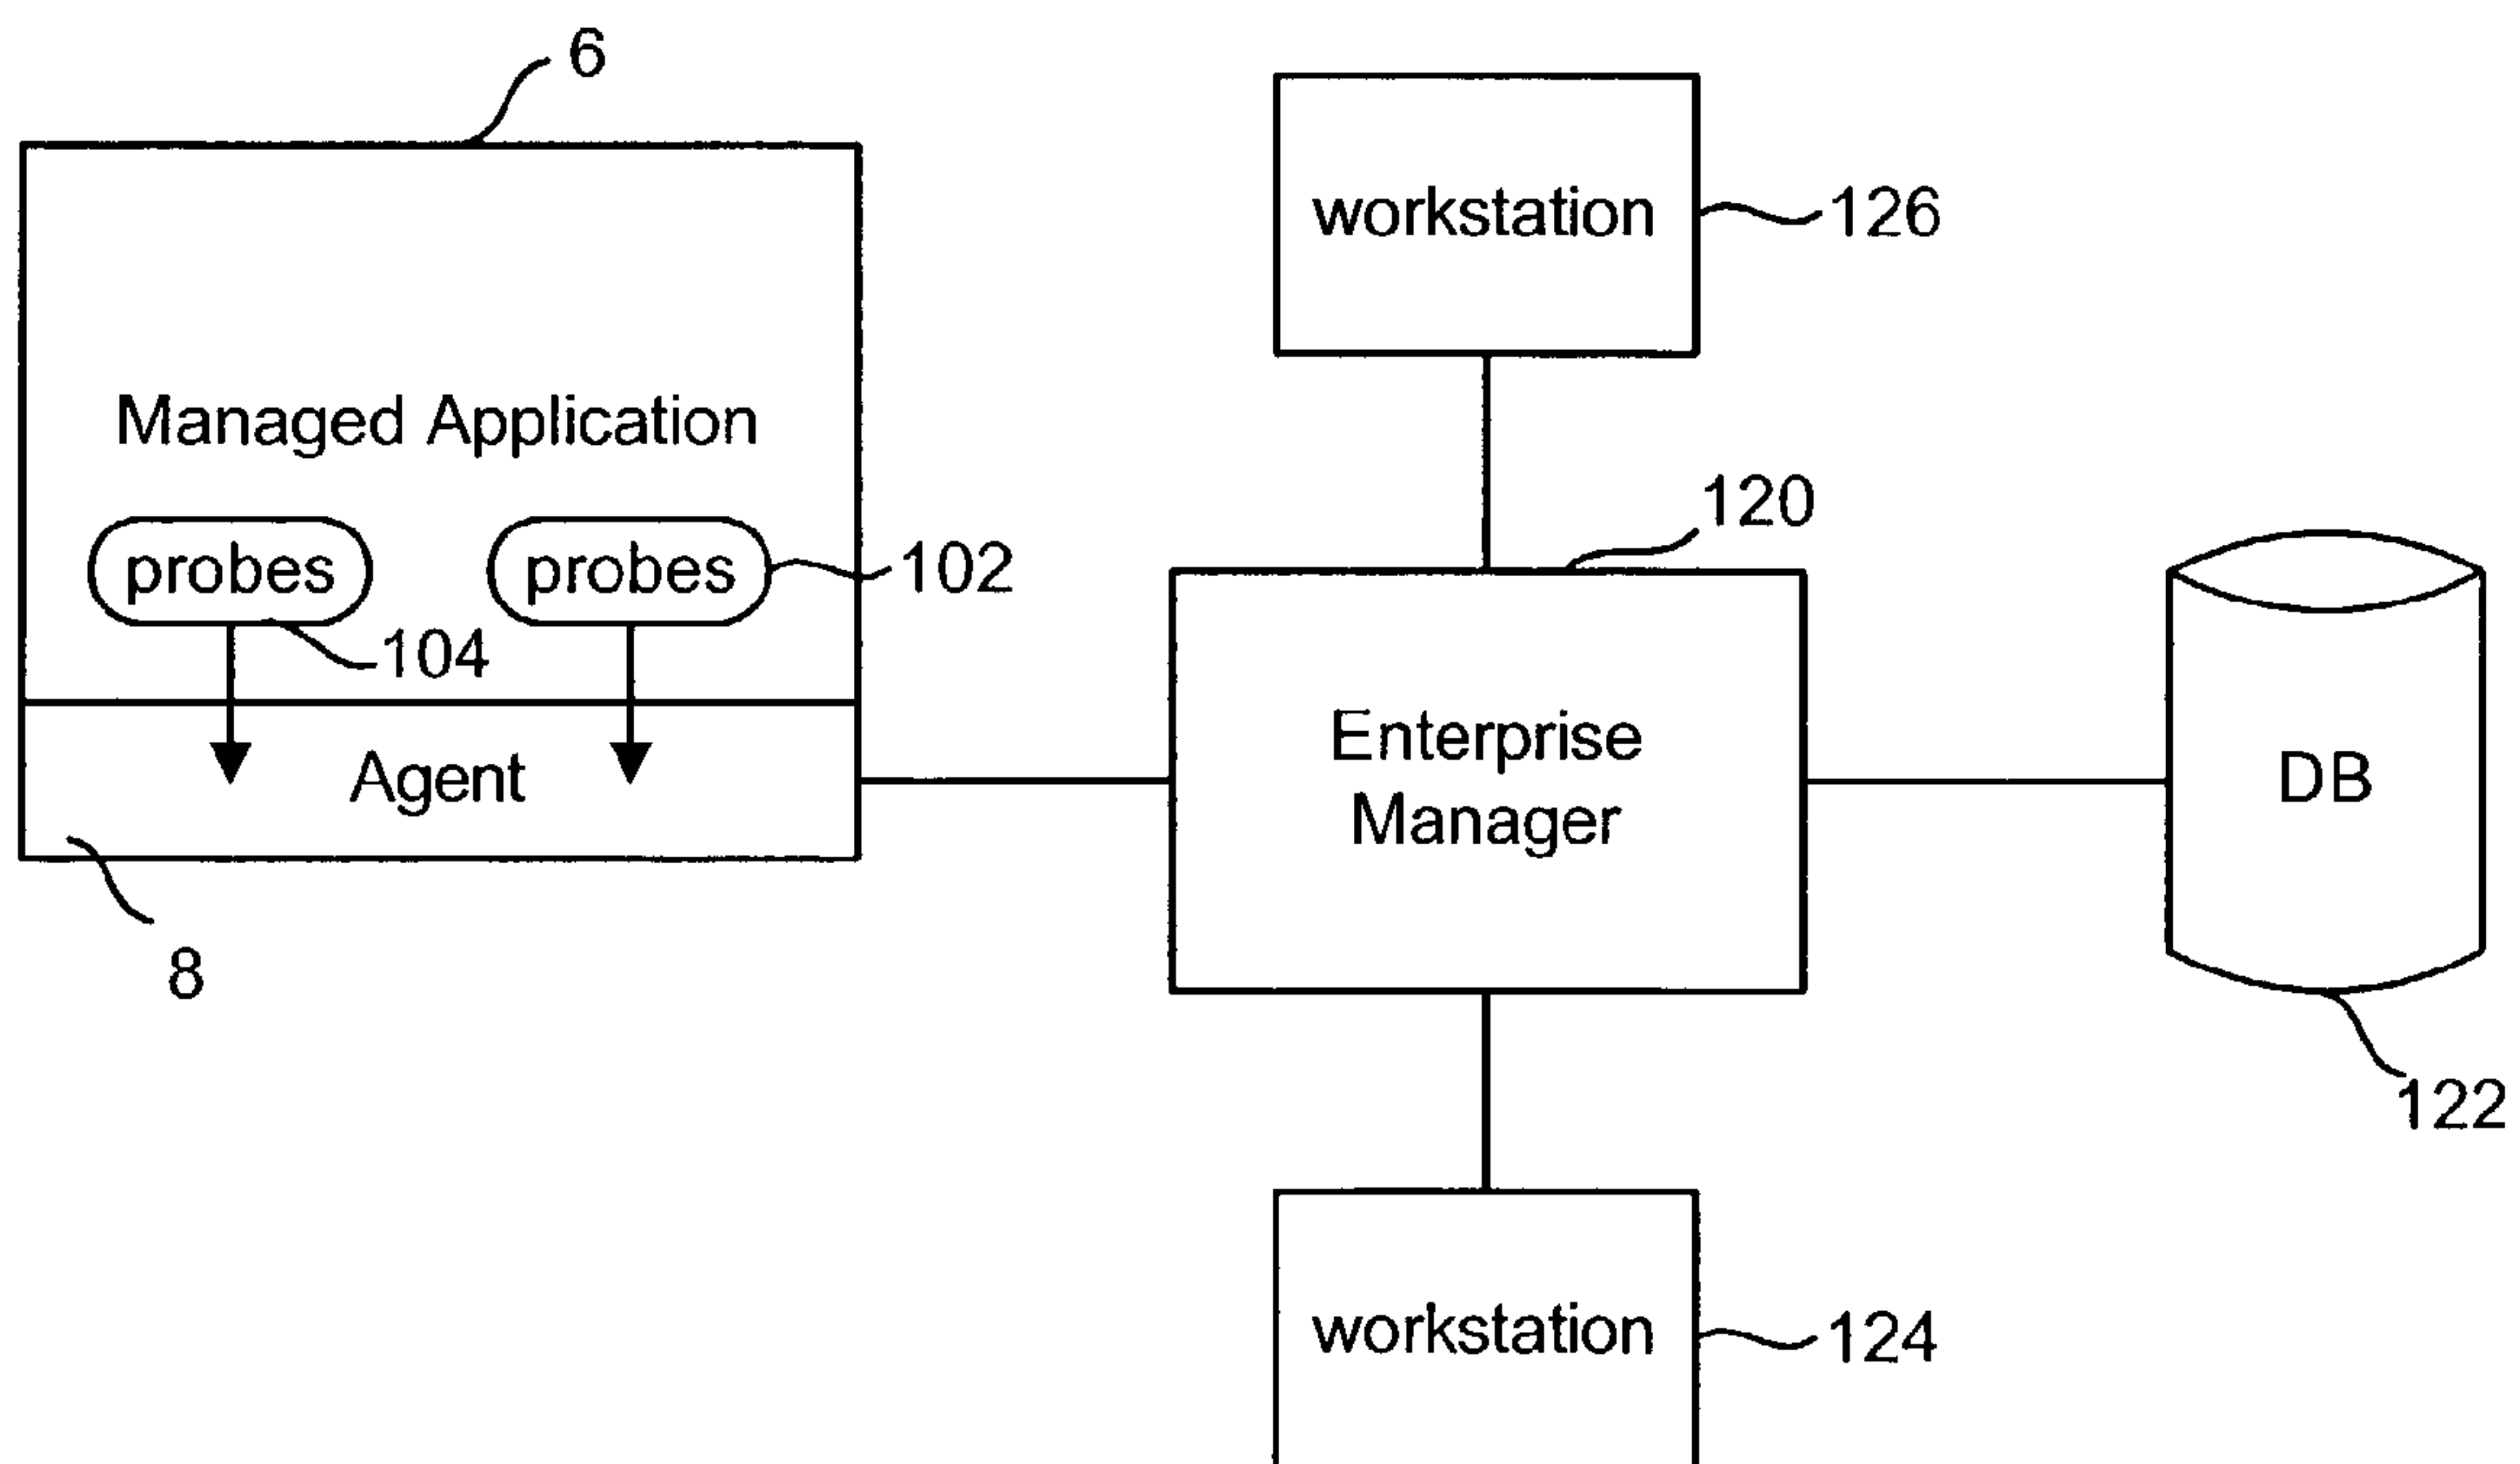 6
workstation
126
Managed Application
120
probes
probes
102
104
Enterprise
Manager
Agent
DB
8
122
workstation
124